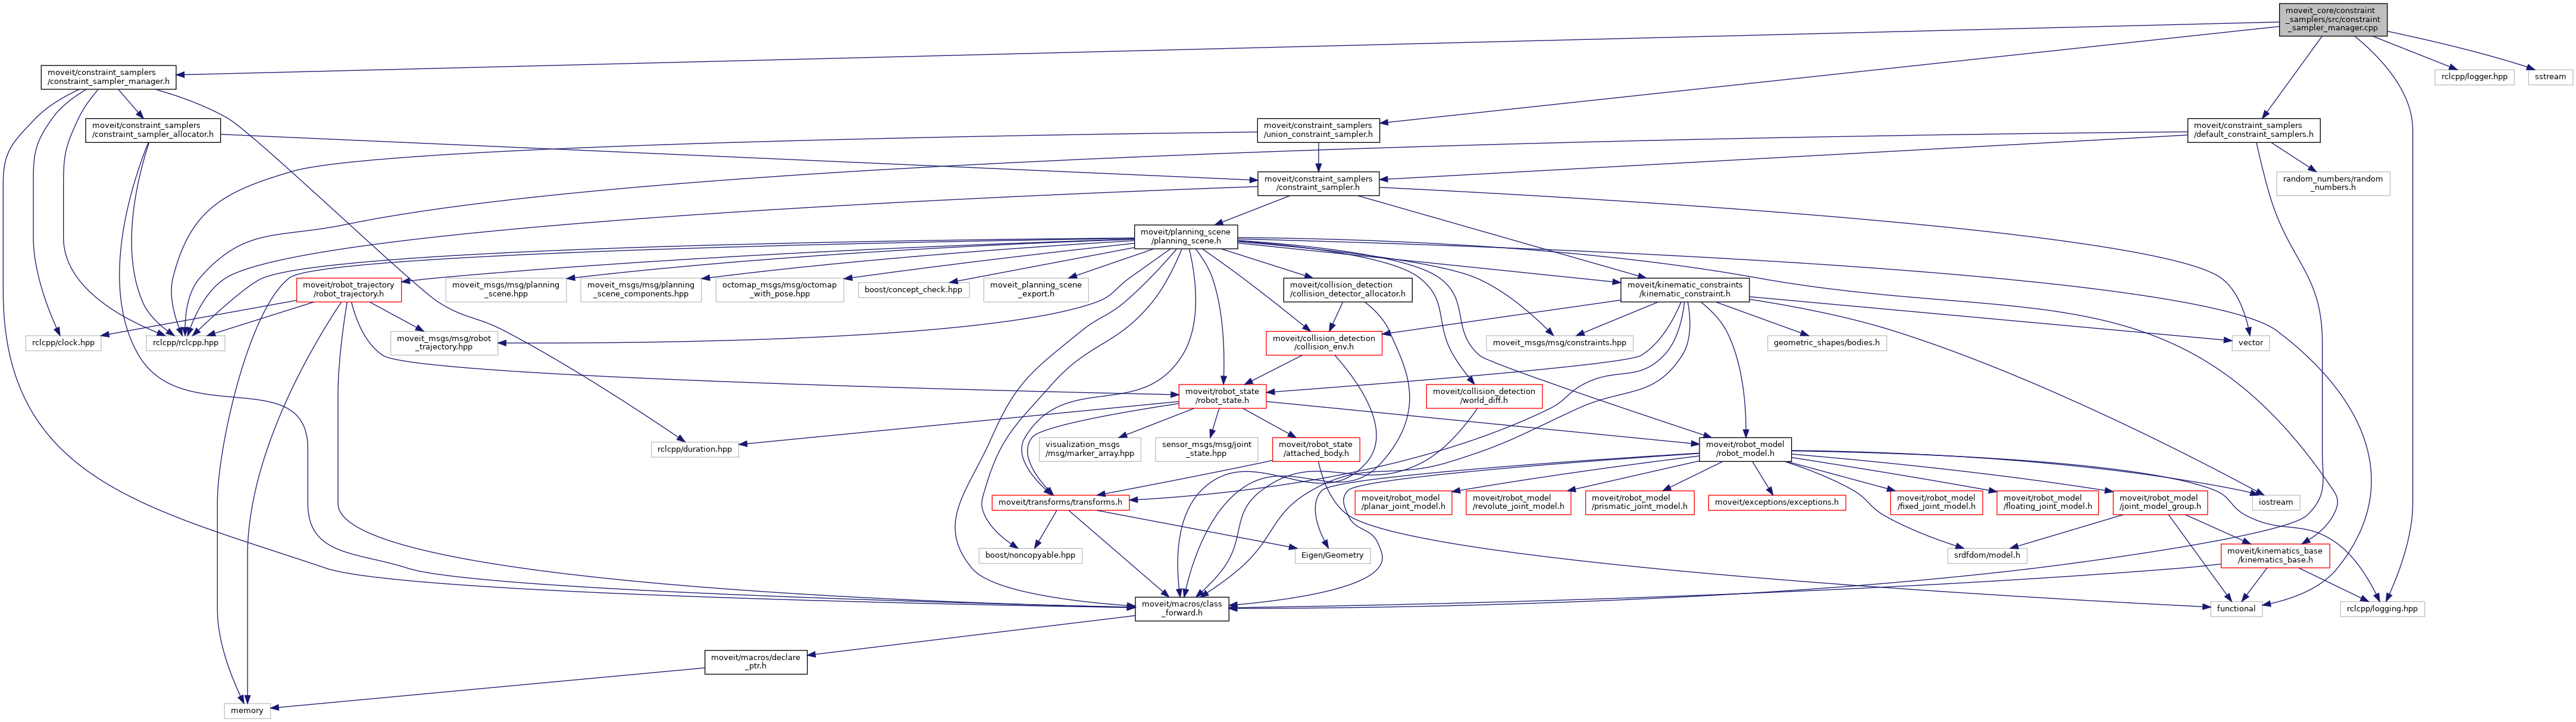 moveit_core/constraint
_samplers/src/constraint
_sampler_manager.cpp
moveit/constraint_samplers
/constraint_sampler_manager.h
rclcpp/logger.hpp
sstream
moveit/constraint_samplers
/constraint_sampler_allocator.h
moveit/constraint_samplers
/union_constraint_sampler.h
moveit/constraint_samplers
/default_constraint_samplers.h
moveit/constraint_samplers
/constraint_sampler.h
random_numbers/random
_numbers.h
moveit/planning_scene
/planning_scene.h
moveit/robot_trajectory
/robot_trajectory.h
moveit_msgs/msg/planning
_scene.hpp
moveit_msgs/msg/planning
_scene_components.hpp
octomap_msgs/msg/octomap
_with_pose.hpp
boost/concept_check.hpp
moveit_planning_scene
_export.h
moveit/collision_detection
/collision_detector_allocator.h
moveit/kinematic_constraints
/kinematic_constraint.h
rclcpp/clock.hpp
rclcpp/rclcpp.hpp
moveit_msgs/msg/robot
_trajectory.hpp
moveit/collision_detection
/collision_env.h
moveit_msgs/msg/constraints.hpp
geometric_shapes/bodies.h
vector
moveit/robot_state
/robot_state.h
moveit/collision_detection
/world_diff.h
rclcpp/duration.hpp
visualization_msgs
/msg/marker_array.hpp
sensor_msgs/msg/joint
_state.hpp
moveit/robot_state
/attached_body.h
moveit/robot_model
/robot_model.h
moveit/transforms/transforms.h
moveit/robot_model
/planar_joint_model.h
moveit/robot_model
/revolute_joint_model.h
moveit/robot_model
/prismatic_joint_model.h
moveit/exceptions/exceptions.h
moveit/robot_model
/fixed_joint_model.h
moveit/robot_model
/floating_joint_model.h
moveit/robot_model
/joint_model_group.h
iostream
boost/noncopyable.hpp
Eigen/Geometry
srdfdom/model.h
moveit/kinematics_base
/kinematics_base.h
moveit/macros/class
_forward.h
functional
rclcpp/logging.hpp
moveit/macros/declare
_ptr.h
memory